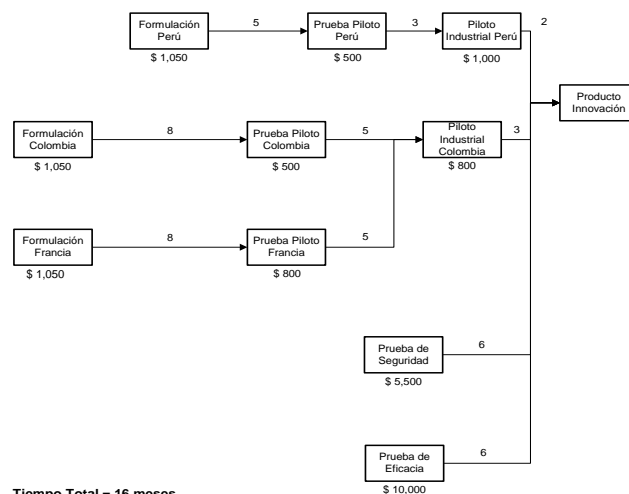 5
3
2
Formulación
Perú
Prueba Piloto
Perú
Piloto
Industrial Perú
$ 1,050
$ 500
$ 1,000
Producto
Innovación
8
5
3
Formulación
Colombia
Prueba Piloto
Colombia
Piloto
Industrial
Colombia
$ 1,050
$ 500
$ 800
8
5
Formulación
Francia
Prueba Piloto
Francia
$ 1,050
$ 800
6
Prueba de
Seguridad
$ 5,500
6
Prueba de
Eficacia
$ 10,000
Tiempo Total = 16 meses